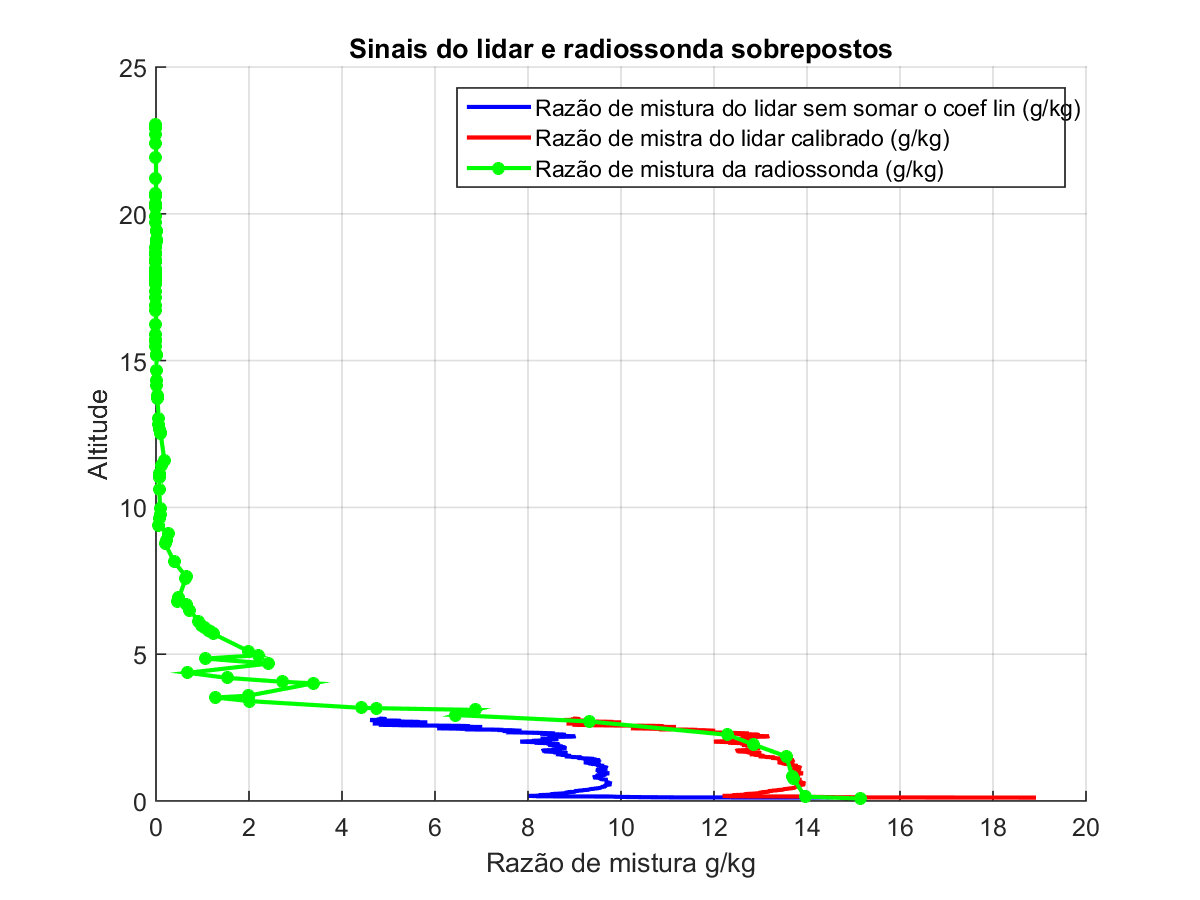 Sinais do lidar e radiossonda sobrepostos
25
20
15
10
5
0
Altitude
Razão de mistura do lidar sem somar o coef lin (g/kg)
Razão de mistra do lidar calibrado (g/kg)
Razão de mistura da radiossonda (g/kg)
0 2 4 6 8 10 12 14 16 18 20
Razão de mistura g/kg